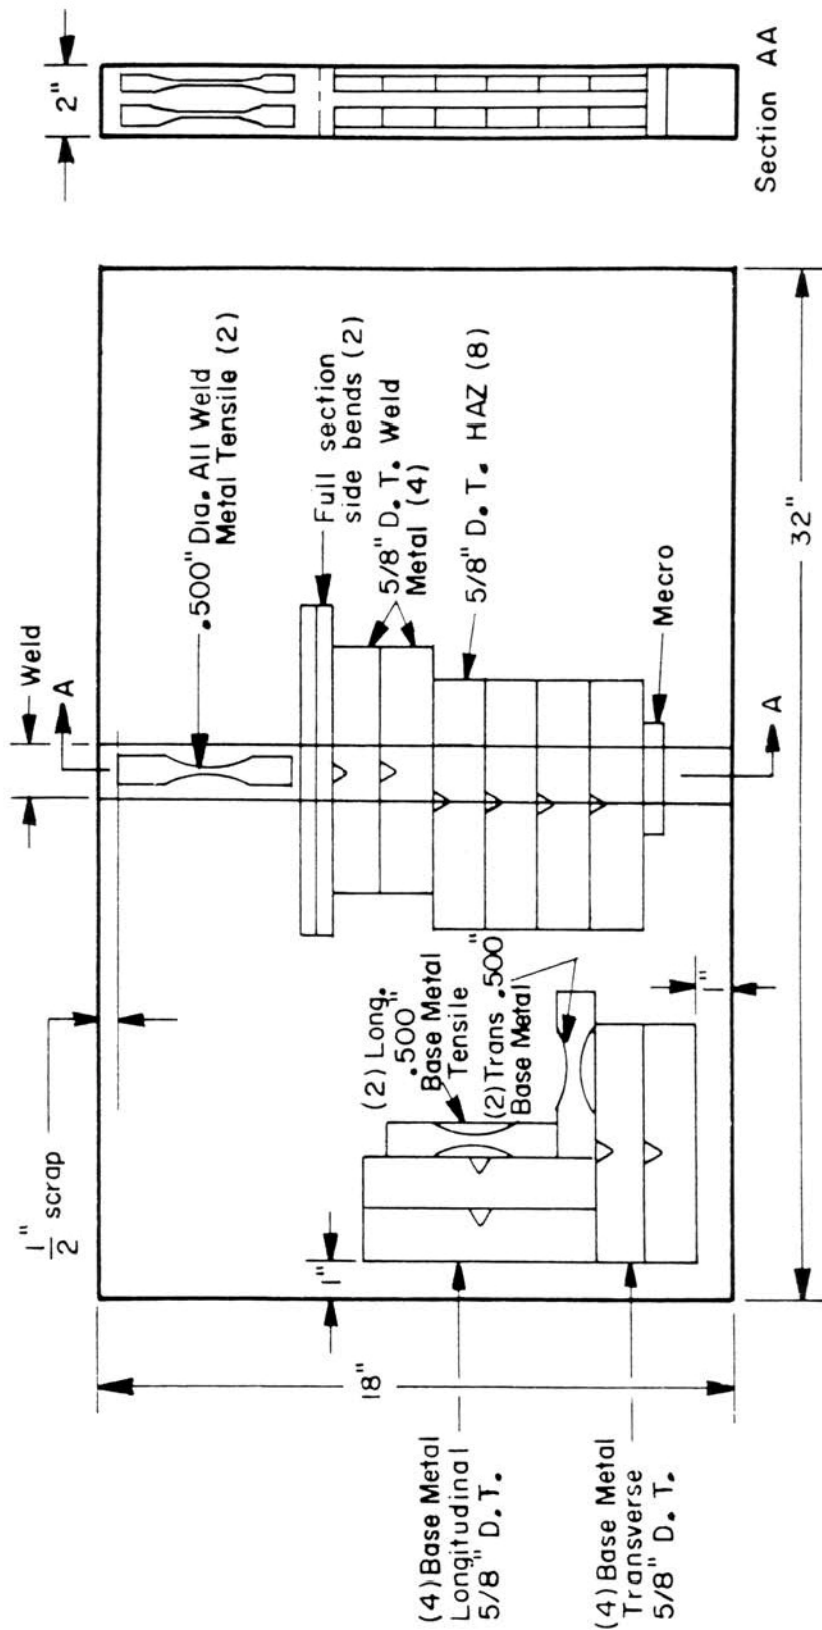 1"
2 scrap
Weld
A
.500" Dia. All Weld
Metal Tensile (2)
2"
Full section
side bends (2)
5/8" D. T. Weld
Metal (4)
5/8" D. T. HAZ (8)
Mecro
A
(2) Long.
.500"
Base Metal
Tensile
(2) Trans .500"
Base Metal
1"
1"
18"
32"
(4) Base Metal
Longitudinal
5/8" D. T.
(4) Base Metal
Transverse
5/8" D. T.
Section AA